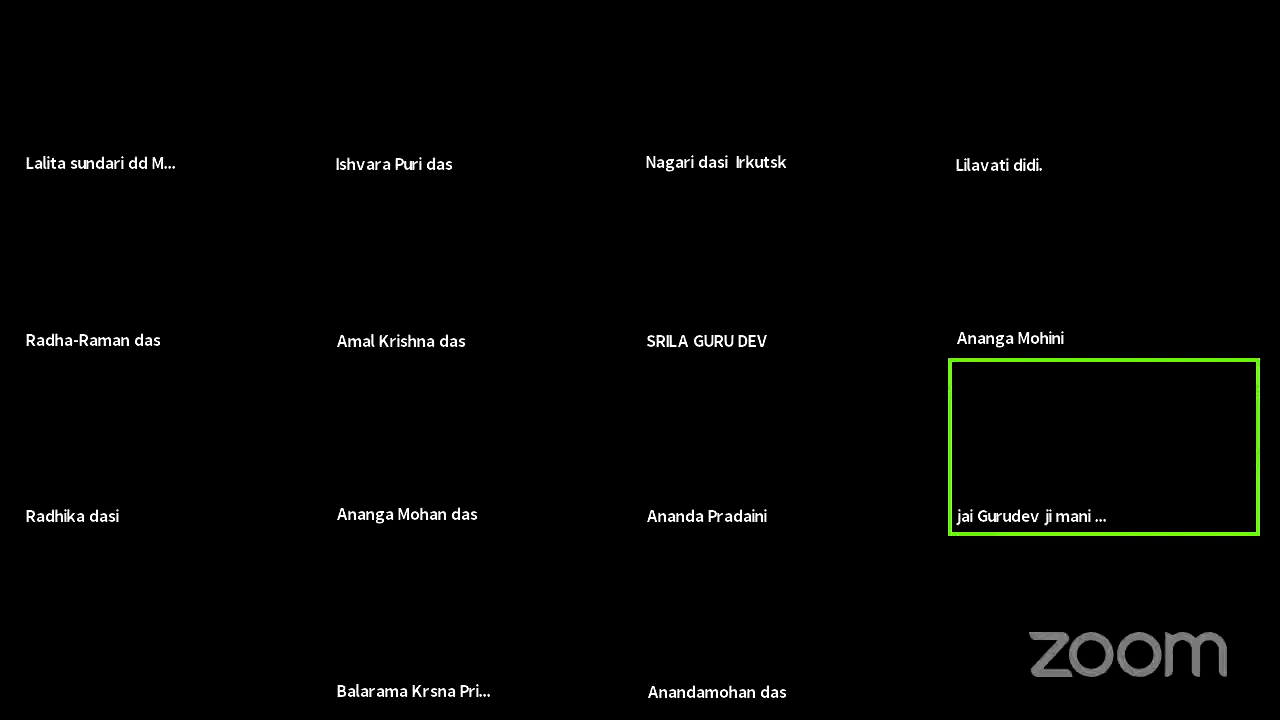 Lalita sundari dd M...
Ishvara Puri das
Nagari dasi Irkutsk
Lilavati didi.
Radha-Raman das
Amal Krishna das
SRILA GURU DEV
Ananga Mohini
Radhika dasi
Ananga Mohan das
Ananda Pradaini
jai Gurudev ji mani ...
Balarama Krsna Pri...
Anandamohan das
zoom